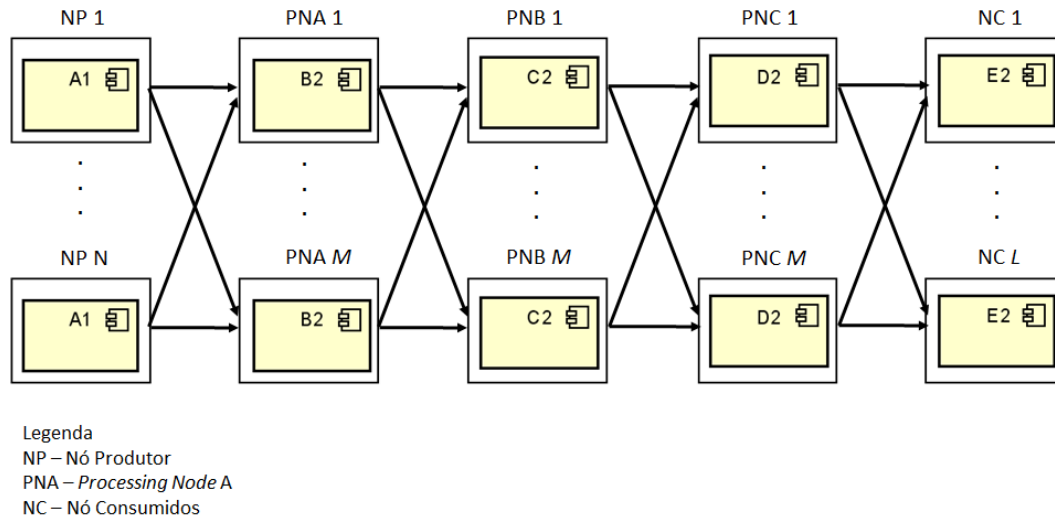 NP 1 PNA 1 PNB 1 PNC 1 NC 1
A1 B2 C2 D2 E2
. . . . .
. . . . .
. . . . .
NP N PNA M PNB M PNC M NC L
A1 B2 C2 D2 E2
Legenda
NP – Nó Produtor
PNA – Processing Node A
NC – Nó Consumidos